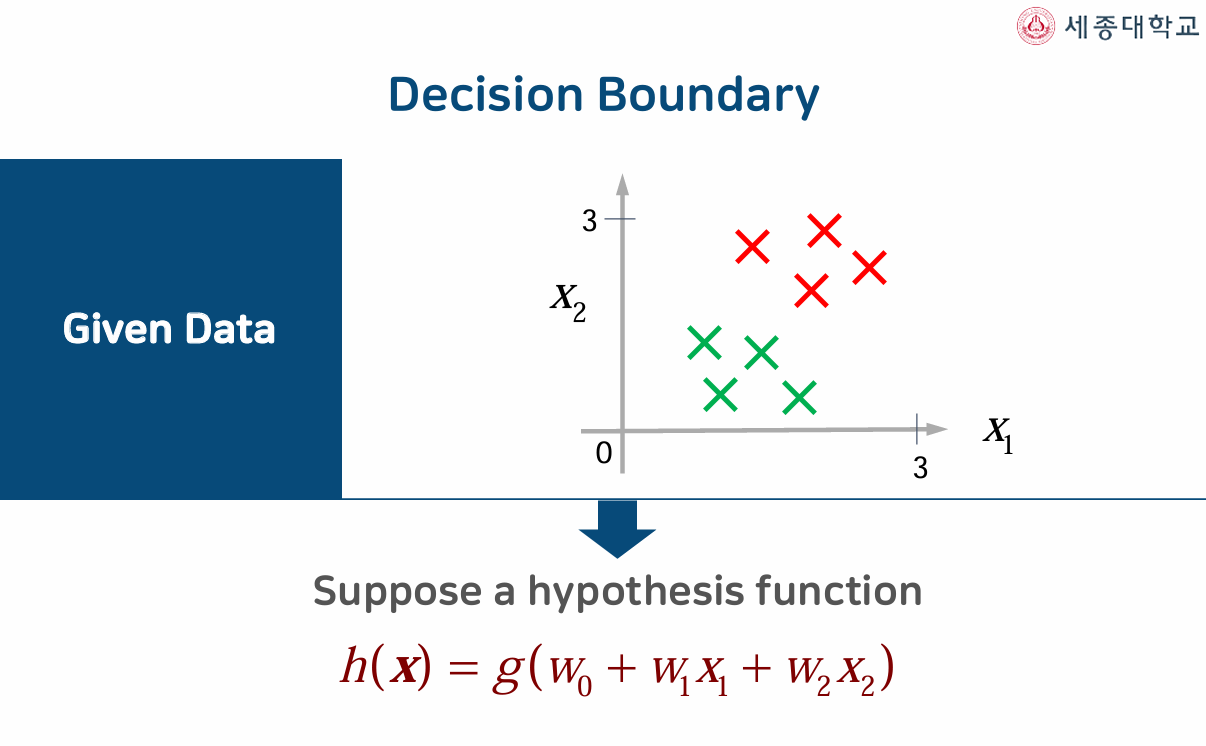 세종대학교
Decision Boundary
Given Data
3
x₂
0
3
x₁
Suppose a hypothesis function
h(x) = g(w₀ + w₁x₁ + w₂x₂)